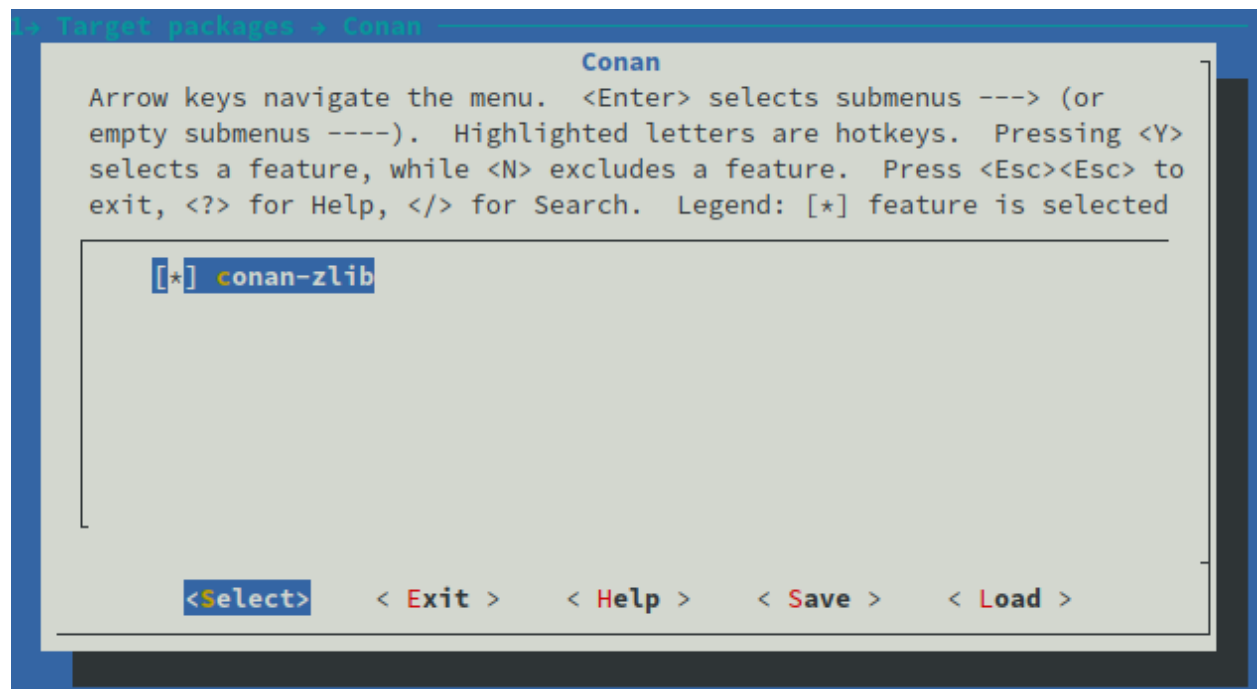 → Target packages → Conan
Conan
Arrow keys navigate the menu.  <Enter> selects submenus ---> (or
empty submenus ----).  Highlighted letters are hotkeys.  Pressing <Y>
selects a feature, while <N> excludes a feature.  Press <Esc><Esc> to
exit, <?> for Help, </> for Search.  Legend: [*] feature is selected
[*] conan-zlib
<Select>    < Exit >    < Help >    < Save >    < Load >